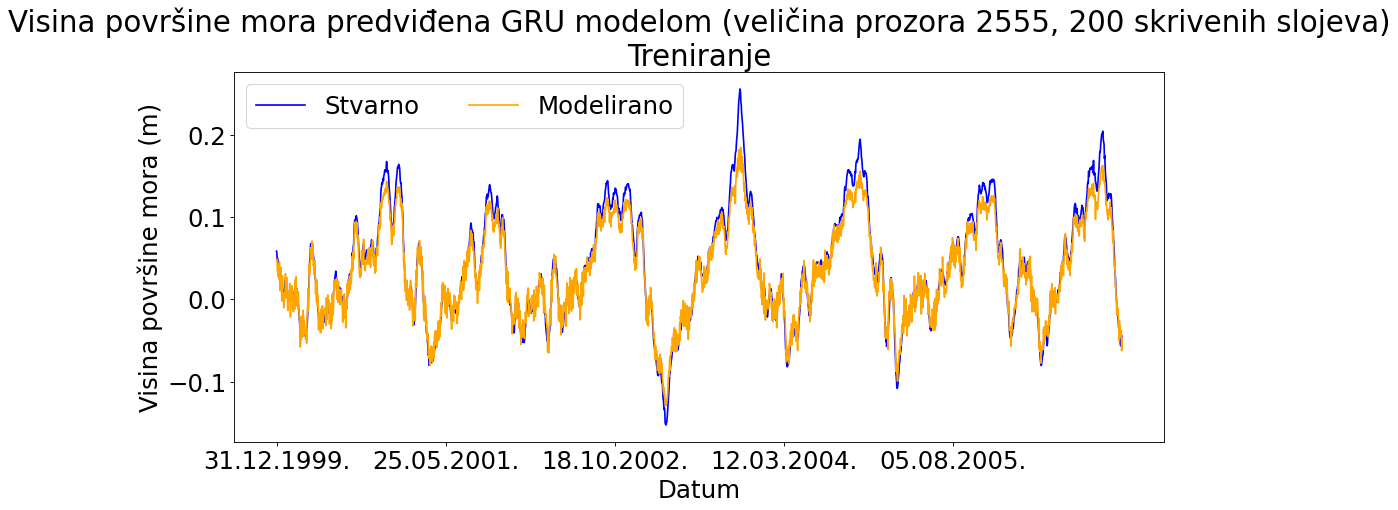 Visina površine mora predviđena GRU modelom (veličina prozora 2555, 200 skrivenih slojeva)
Treniranje
Stvarno
Modelirano
Visina površine mora (m)
0.2
0.1
0.0
−0.1
31.12.1999.
25.05.2001.
18.10.2002.
12.03.2004.
05.08.2005.
Datum